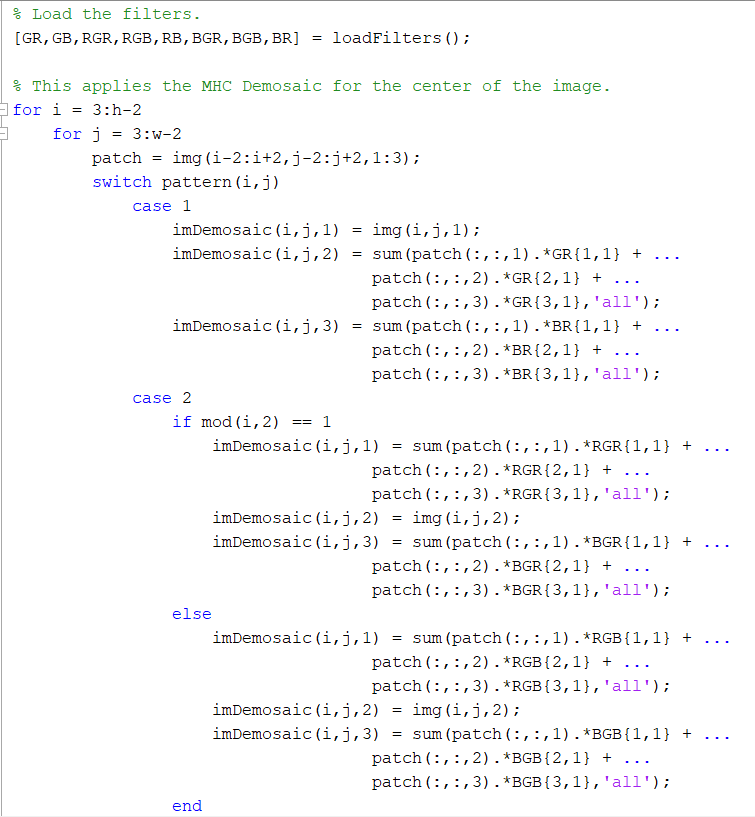 % Load the filters.
[GR,GB,RGR,RGB,RB,BGR,BGB,BR] = loadFilters();
% This applies the MHC Demosaic for the center of the image.
for i = 3:h-2
for j = 3:w-2
patch = img(i-2:i+2,j-2:j+2,1:3);
switch pattern(i,j)
case 1
imDemosaic(i,j,1) = img(i,j,1);
imDemosaic(i,j,2) = sum(patch(:,:,1).*GR{1,1} + ...
patch(:,:,2).*GR{2,1} + ...
patch(:,:,3).*GR{3,1},'all');
imDemosaic(i,j,3) = sum(patch(:,:,1).*BR{1,1} + ...
patch(:,:,2).*BR{2,1} + ...
patch(:,:,3).*BR{3,1},'all');
case 2
if mod(i,2) == 1
imDemosaic(i,j,1) = sum(patch(:,:,1).*RGR{1,1} + ...
patch(:,:,2).*RGR{2,1} + ...
patch(:,:,3).*RGR{3,1},'all');
imDemosaic(i,j,2) = img(i,j,2);
imDemosaic(i,j,3) = sum(patch(:,:,1).*BGR{1,1} + ...
patch(:,:,2).*BGR{2,1} + ...
patch(:,:,3).*BGR{3,1},'all');
else
imDemosaic(i,j,1) = sum(patch(:,:,1).*RGB{1,1} + ...
patch(:,:,2).*RGB{2,1} + ...
patch(:,:,3).*RGB{3,1},'all');
imDemosaic(i,j,2) = img(i,j,2);
imDemosaic(i,j,3) = sum(patch(:,:,1).*BGB{1,1} + ...
patch(:,:,2).*BGB{2,1} + ...
patch(:,:,3).*BGB{3,1},'all');
end